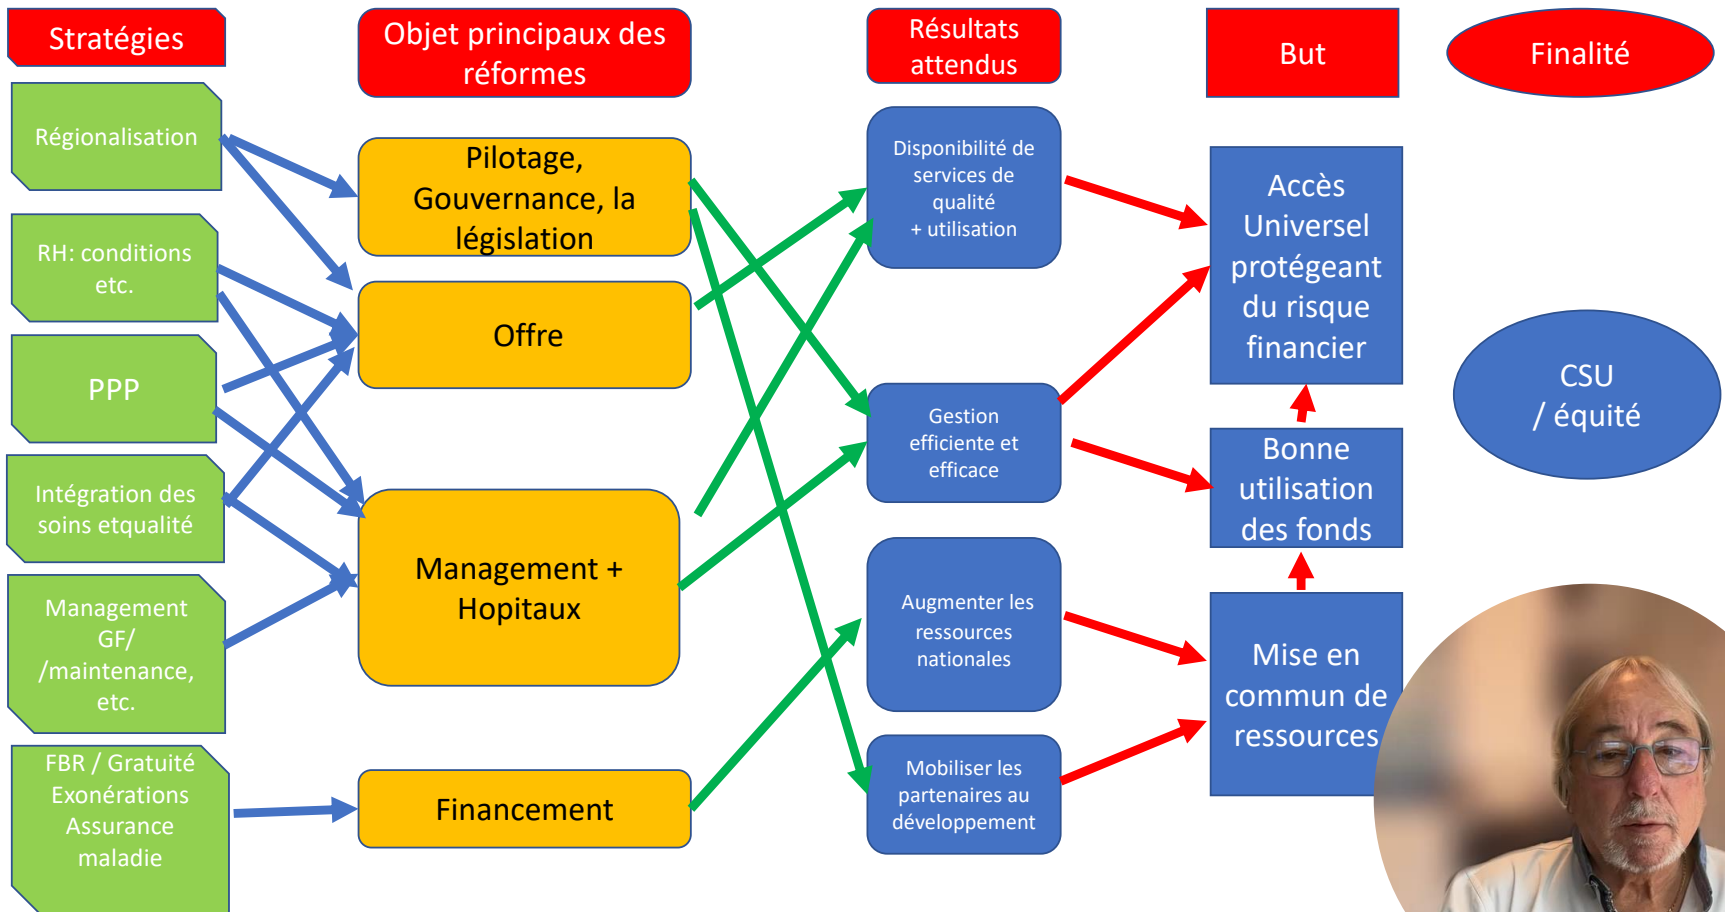 Stratégies
Objet principaux des
réformes
Résultats
attendus
But
Finalité
Régionalisation
RH: conditions
etc.
PPP
Intégration des
soins etqualité
Management
GF/
/maintenance,
etc.
FBR / Gratuité
Exonérations
Assurance
maladie
Pilotage,
Gouvernance, la
législation
Offre
Management +
Hopitaux
Financement
Disponibilité de
services de
qualité
+ utilisation
Gestion
efficiente et
efficace
Augmenter les
ressources
nationales
Mobiliser les
partenaires au
développement
Accès
Universel
protégeant
du risque
financier
Bonne
utilisation
des fonds
Mise en
commun de
ressources
CSU
/ équité